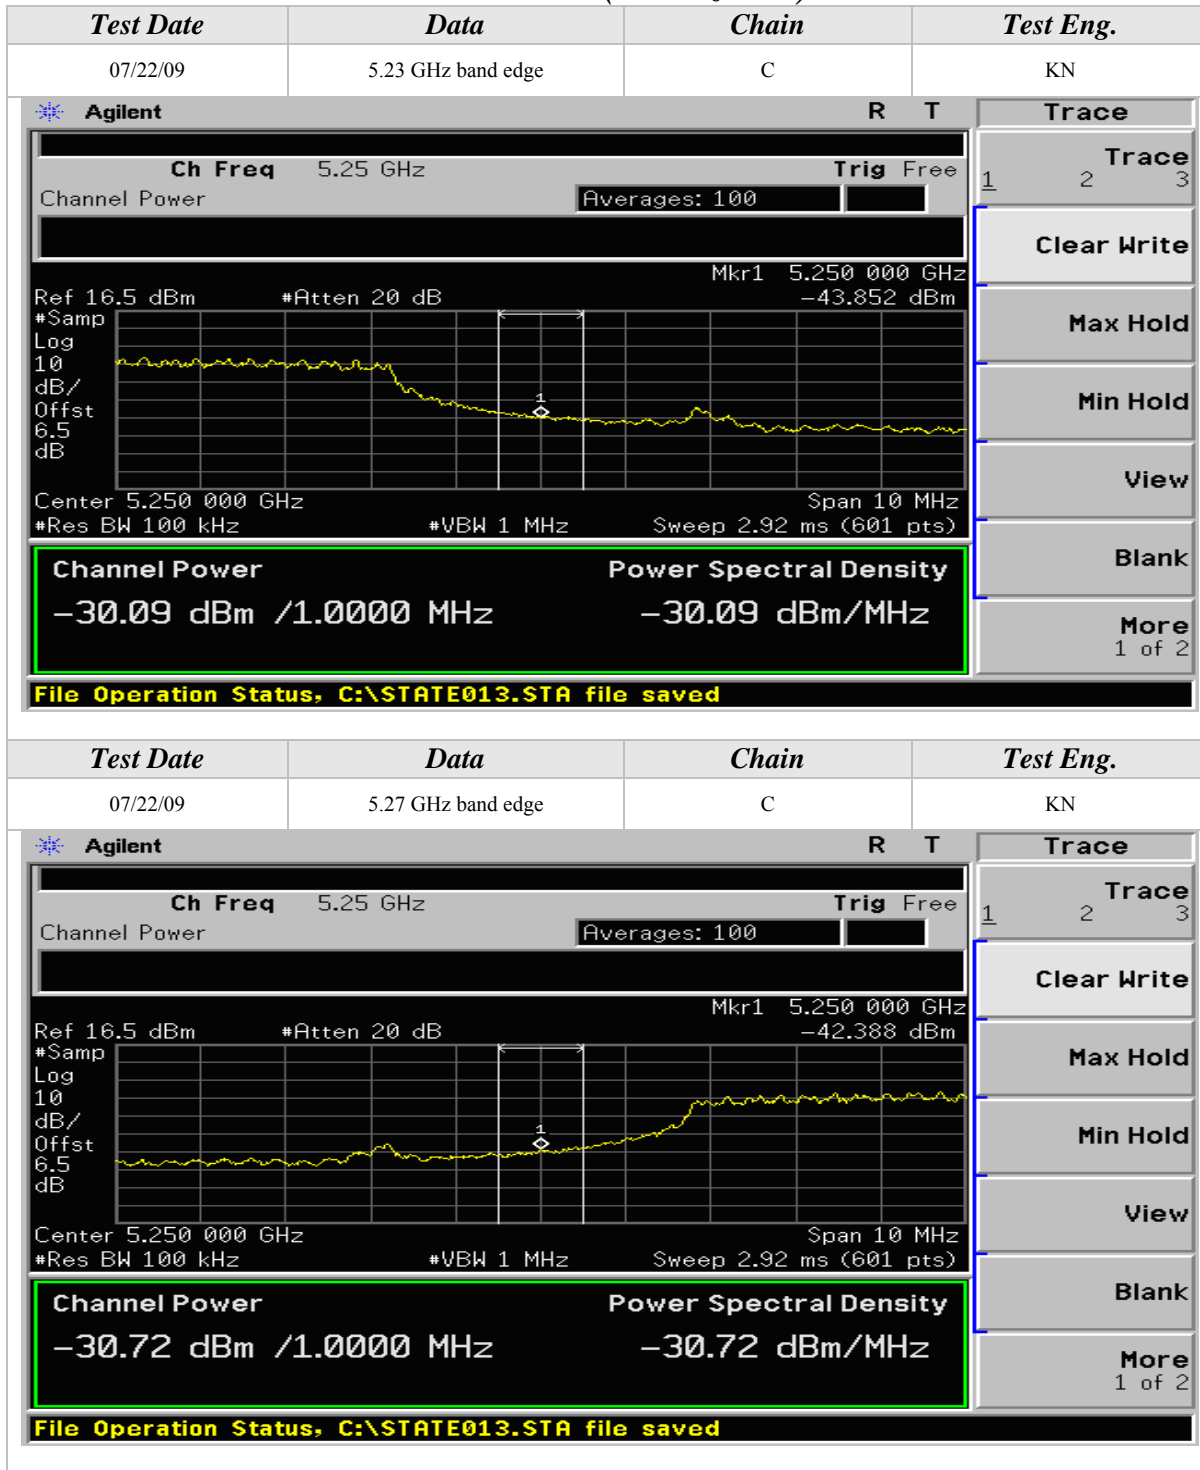 Test Date Data Chain Test Eng.
07/22/09 5.23 GHz band edge C KN
Agilent R T Trace
Ch Freq 5.25 GHz Trig Free
Channel Power Averages: 100
Trace
1 2 3
Clear Write
Mkr1 5.250 000 GHz
Ref 16.5 dBm #Atten 20 dB -43.852 dBm
#Samp
Log
10
dB/
Offst
6.5
dB
1
Max Hold
Min Hold
View
Center 5.250 000 GHz Span 10 MHz
#Res BW 100 kHz #VBW 1 MHz Sweep 2.92 ms (601 pts)
Blank
Channel Power Power Spectral Density
-30.09 dBm /1.0000 MHz -30.09 dBm/MHz
More
1 of 2
File Operation Status, C:\STATE013.STA file saved
Test Date Data Chain Test Eng.
07/22/09 5.27 GHz band edge C KN
Agilent R T Trace
Ch Freq 5.25 GHz Trig Free
Channel Power Averages: 100
Trace
1 2 3
Clear Write
Mkr1 5.250 000 GHz
Ref 16.5 dBm #Atten 20 dB -42.388 dBm
#Samp
Log
10
dB/
Offst
6.5
dB
1
Max Hold
Min Hold
View
Center 5.250 000 GHz Span 10 MHz
#Res BW 100 kHz #VBW 1 MHz Sweep 2.92 ms (601 pts)
Blank
Channel Power Power Spectral Density
-30.72 dBm /1.0000 MHz -30.72 dBm/MHz
More
1 of 2
File Operation Status, C:\STATE013.STA file saved